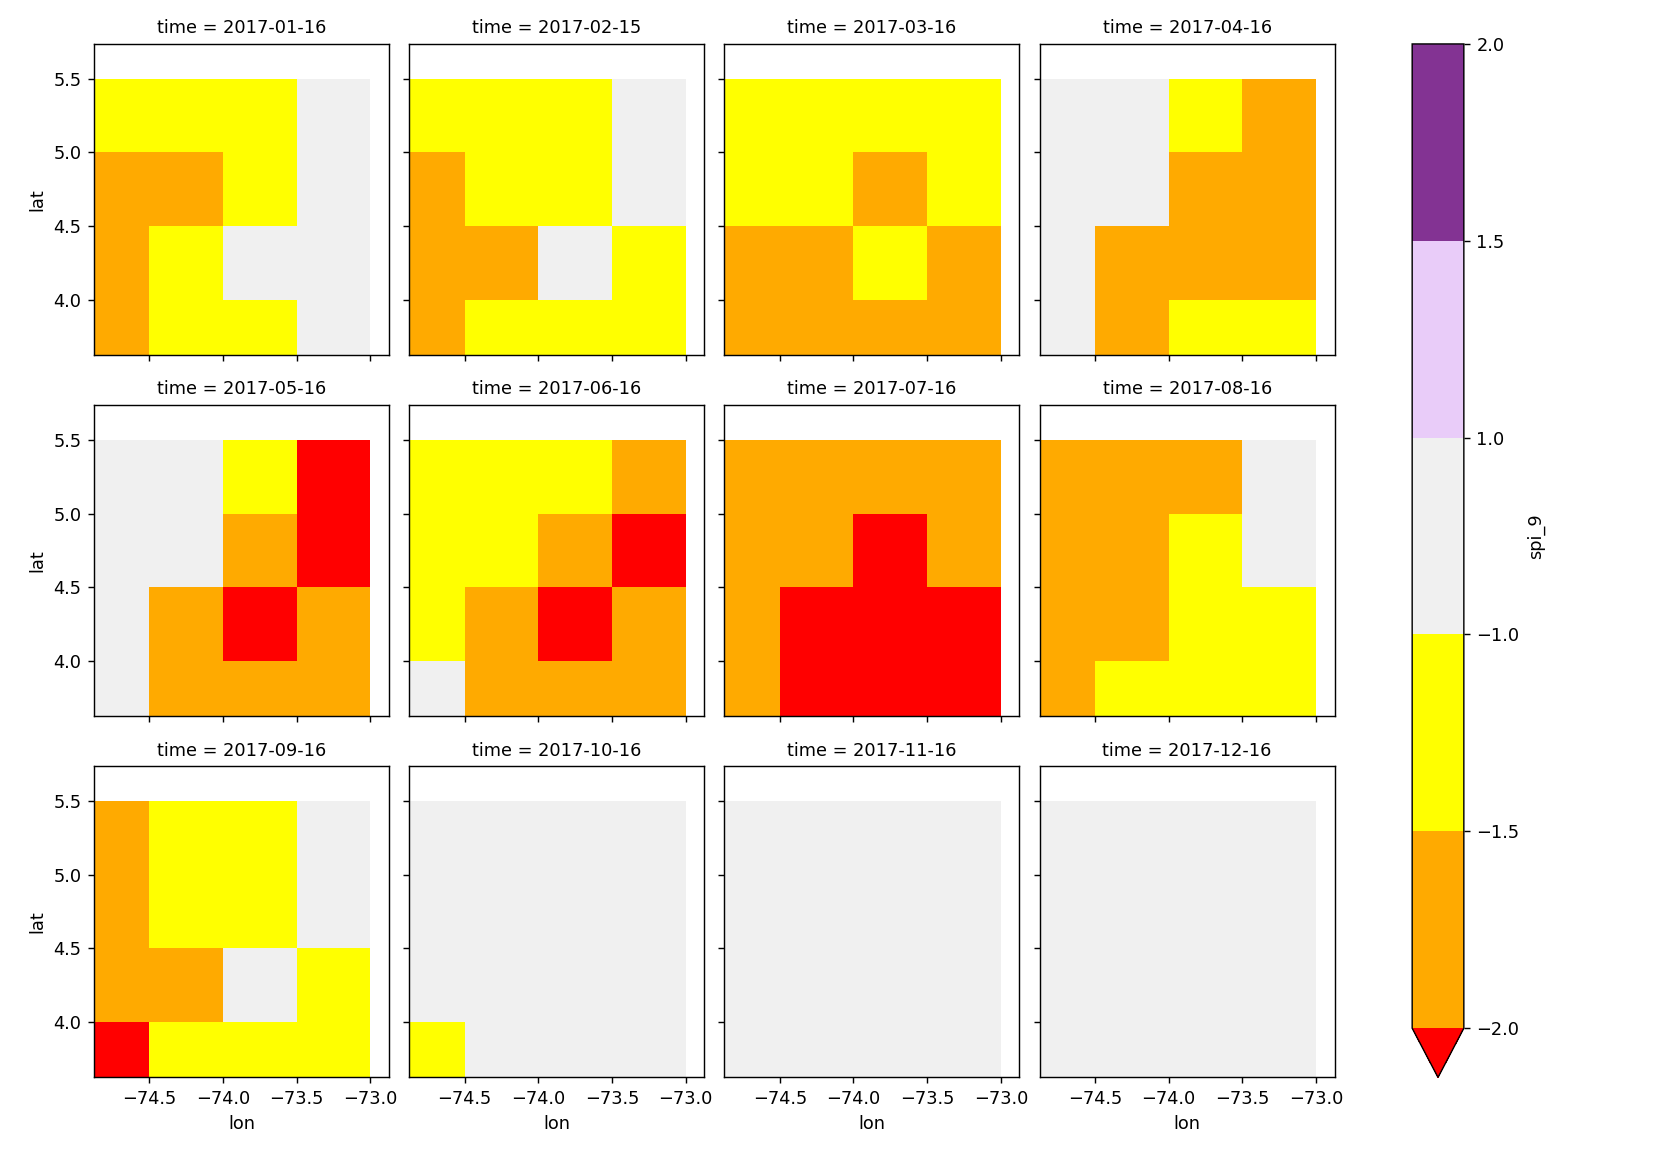 time = 2017-01-16
time = 2017-02-15
time = 2017-03-16
time = 2017-04-16
5.5
5.0
4.5
4.0
lat
time = 2017-05-16
time = 2017-06-16
time = 2017-07-16
time = 2017-08-16
5.5
5.0
4.5
4.0
lat
time = 2017-09-16
time = 2017-10-16
time = 2017-11-16
time = 2017-12-16
5.5
5.0
4.5
4.0
lat
−74.5 −74.0 −73.5 −73.0
lon
−74.5 −74.0 −73.5 −73.0
lon
−74.5 −74.0 −73.5 −73.0
lon
−74.5 −74.0 −73.5 −73.0
lon
2.0
1.5
1.0
−1.0
−1.5
−2.0
spi_9